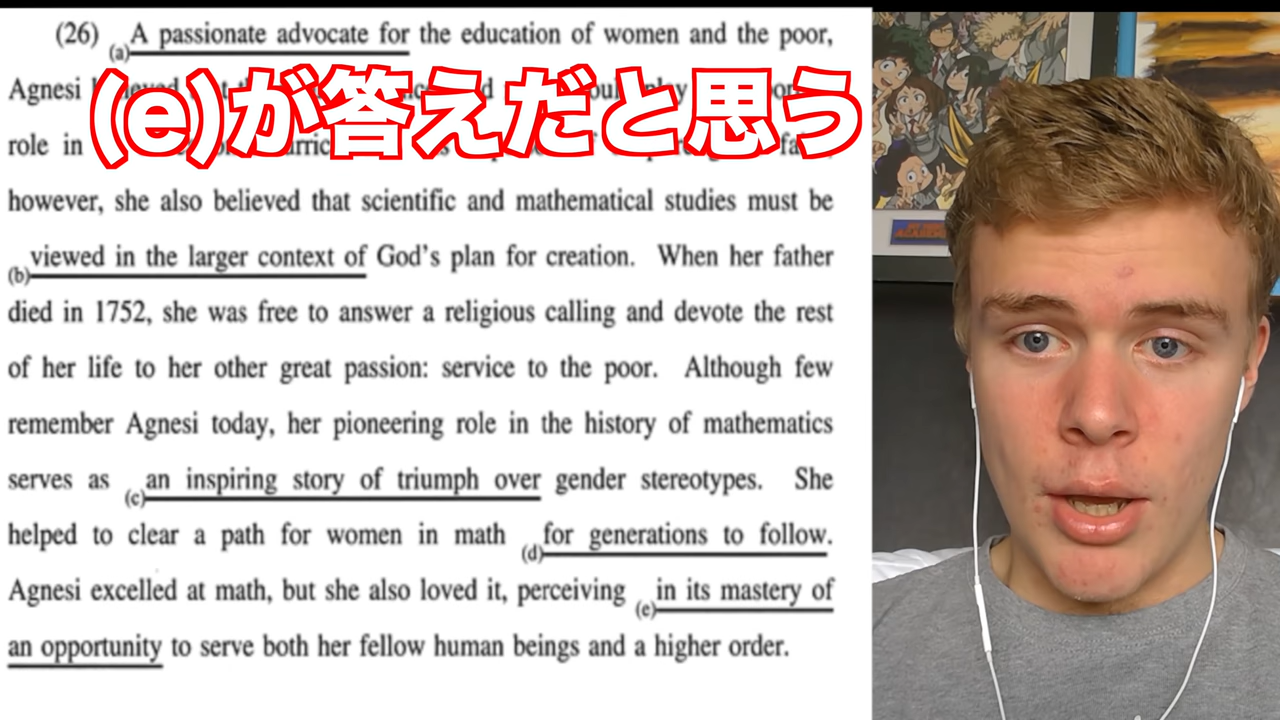 (26) (a)A passionate advocate for the education of women and the poor,
Agnesi
(e)が答えだと思う
role in
however, she also believed that scientific and mathematical studies must be
(b)viewed in the larger context of God's plan for creation. When her father
died in 1752, she was free to answer a religious calling and devote the rest
of her life to her other great passion: service to the poor. Although few
remember Agnesi today, her pioneering role in the history of mathematics
serves as (c)an inspiring story of triumph over gender stereotypes. She
helped to clear a path for women in math (d)for generations to follow.
Agnesi excelled at math, but she also loved it, perceiving (e)in its mastery of
an opportunity to serve both her fellow human beings and a higher order.